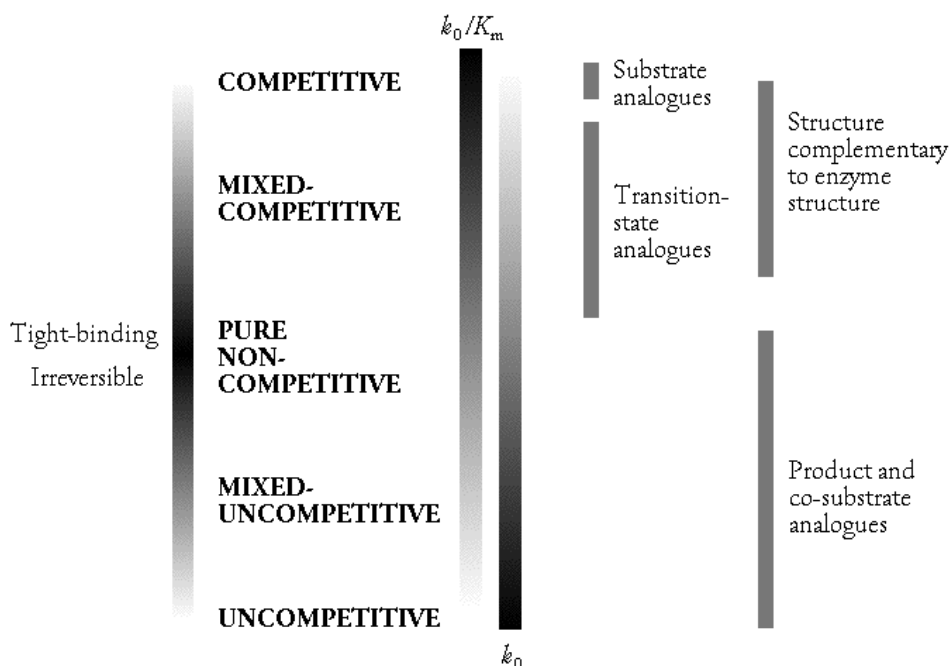 k₀/Kₘ
COMPETITIVE
MIXED-
COMPETITIVE
Tight-binding
Irreversible
PURE
NON-
COMPETITIVE
MIXED-
UNCOMPETITIVE
UNCOMPETITIVE
k₀
Substrate
analogues
Transition-
state
analogues
Structure
complementary
to enzyme
structure
Product and
co-substrate
analogues